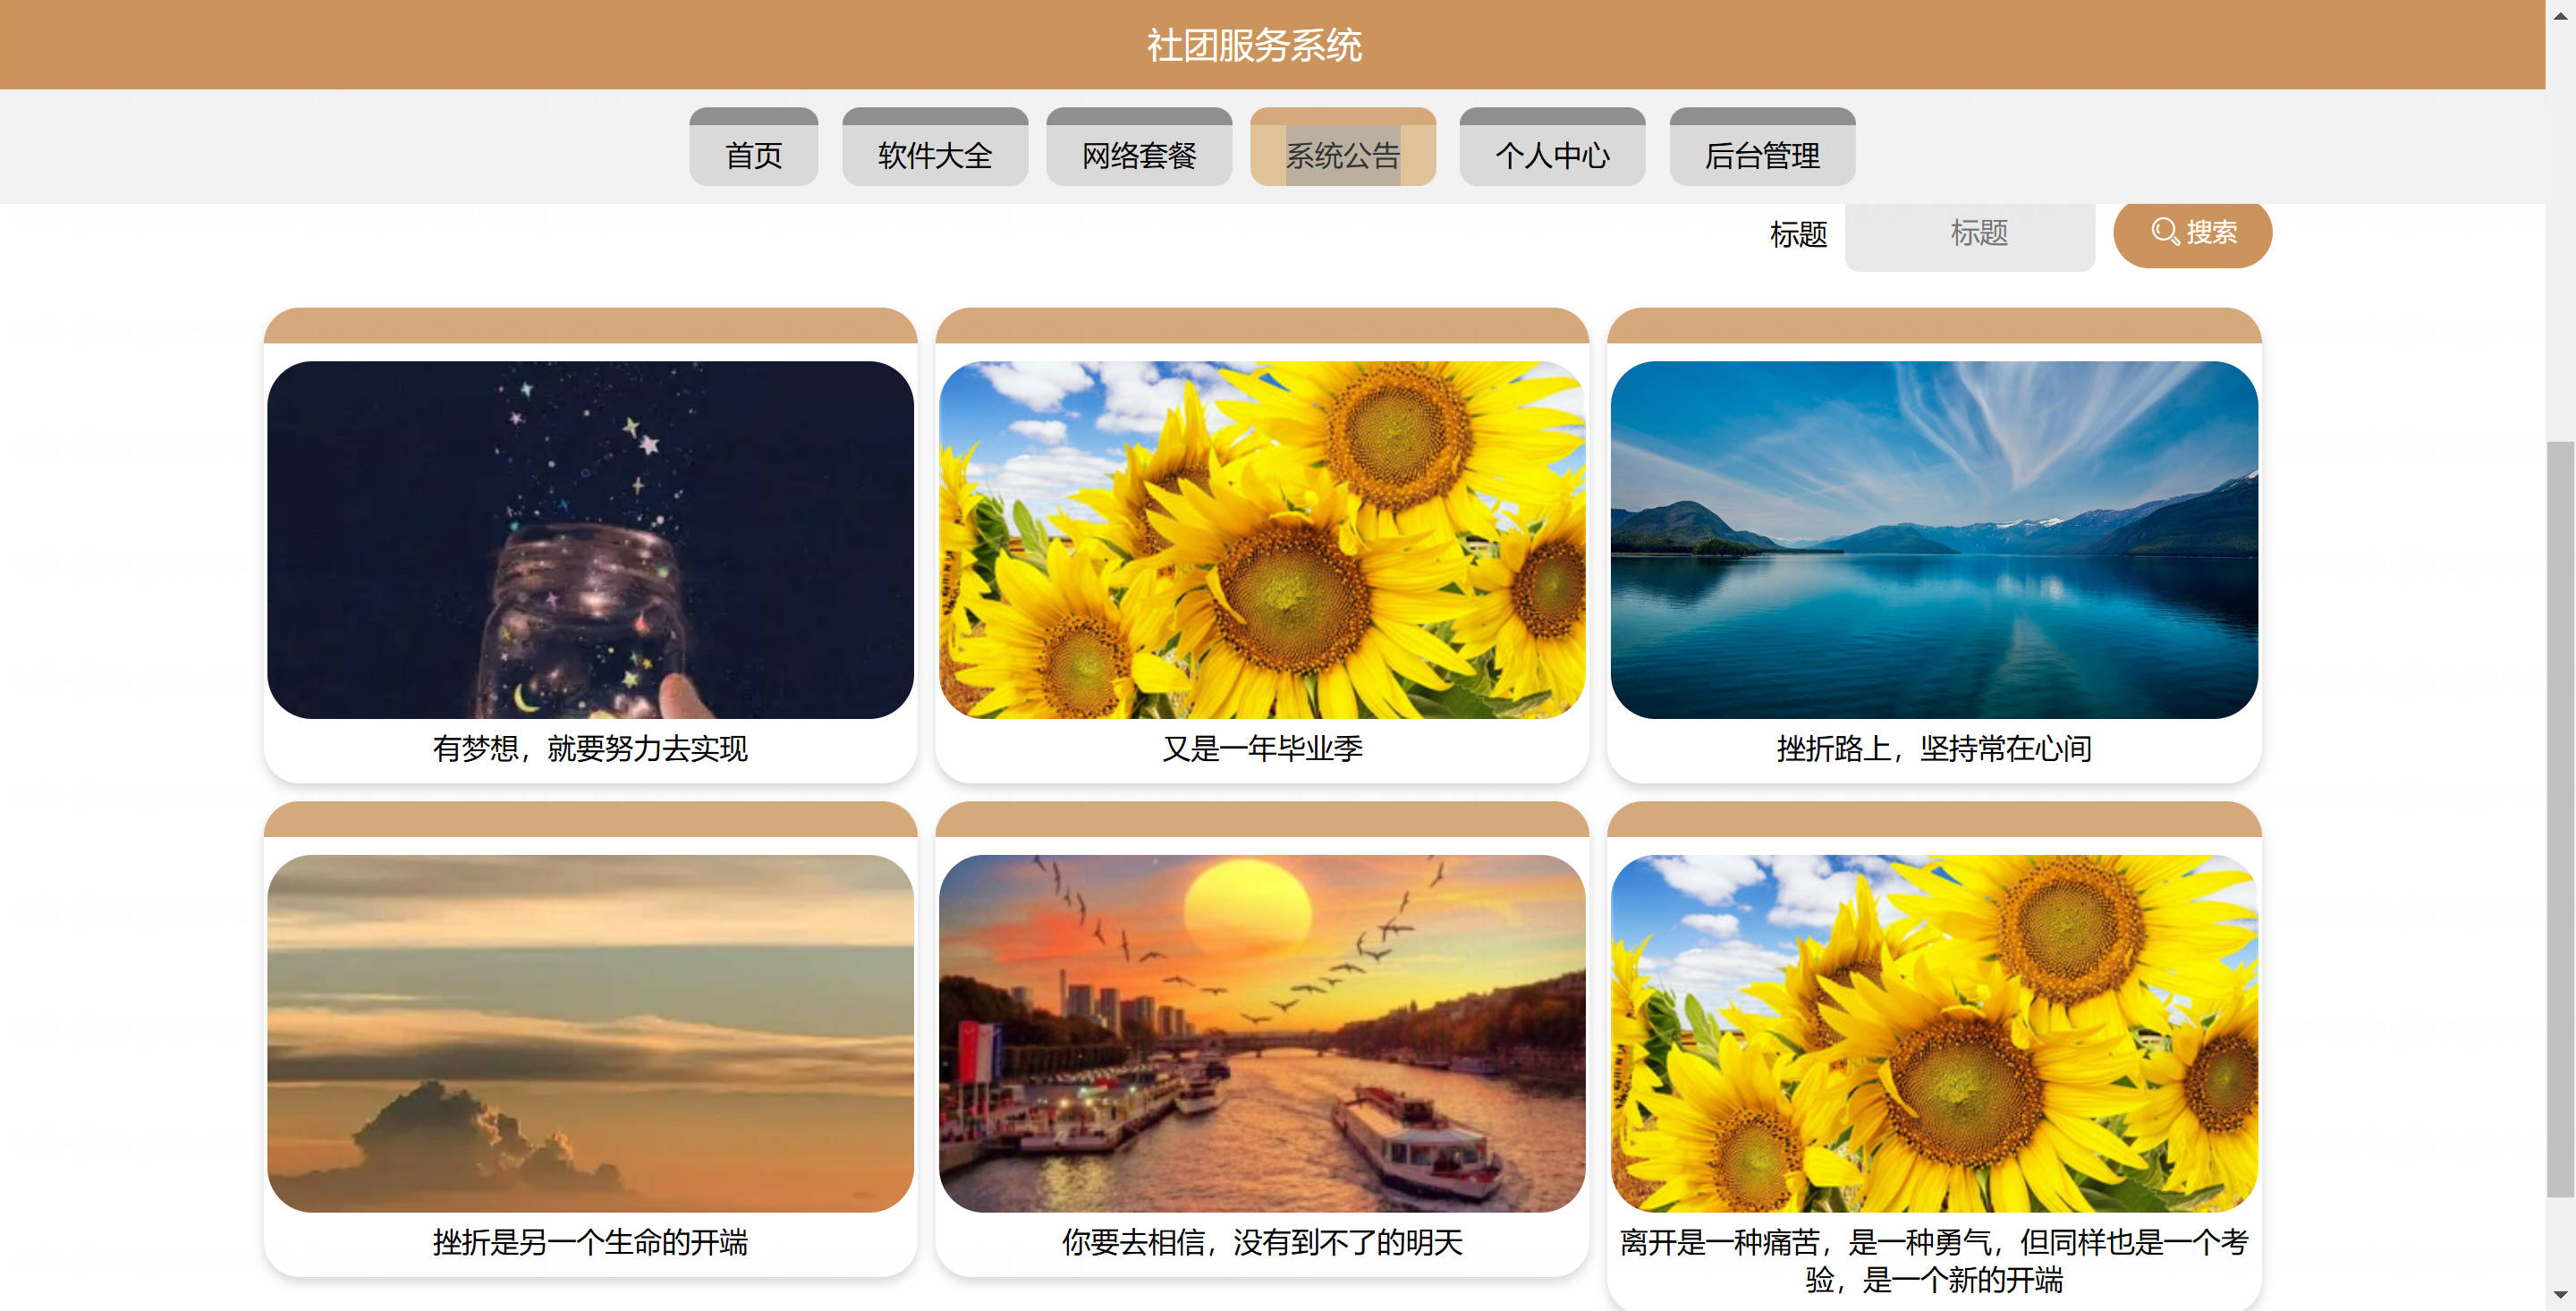 社团服务系统
首页
软件大全
网络套餐
系统公告
个人中心
后台管理
标题
标题
搜索
有梦想，就要努力去实现
又是一年毕业季
挫折路上，坚持常在心间
挫折是另一个生命的开端
你要去相信，没有到不了的明天
离开是一种痛苦，是一种勇气，但同样也是一个考
验，是一个新的开端